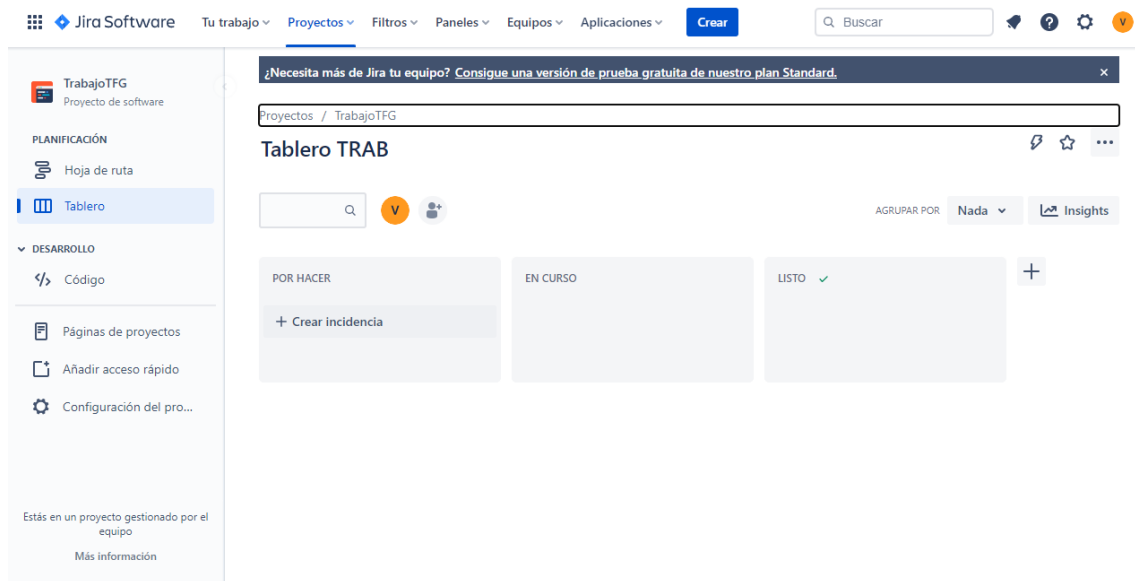 Jira Software Tu trabajo Proyectos Filtros Paneles Equipos Aplicaciones Crear Buscar V
TrabajoTFG
Proyecto de software
PLANIFICACIÓN
Hoja de ruta
Tablero
DESARROLLO
Código
Páginas de proyectos
Añadir acceso rápido
Configuración del pro...
Estás en un proyecto gestionado por el
equipo
Más información
¿Necesita más de Jira tu equipo? Consigue una versión de prueba gratuita de nuestro plan Standard.
Proyectos / TrabajoTFG
Tablero TRAB
V AGRUPAR POR Nada Insights
POR HACER EN CURSO LISTO
+ Crear incidencia